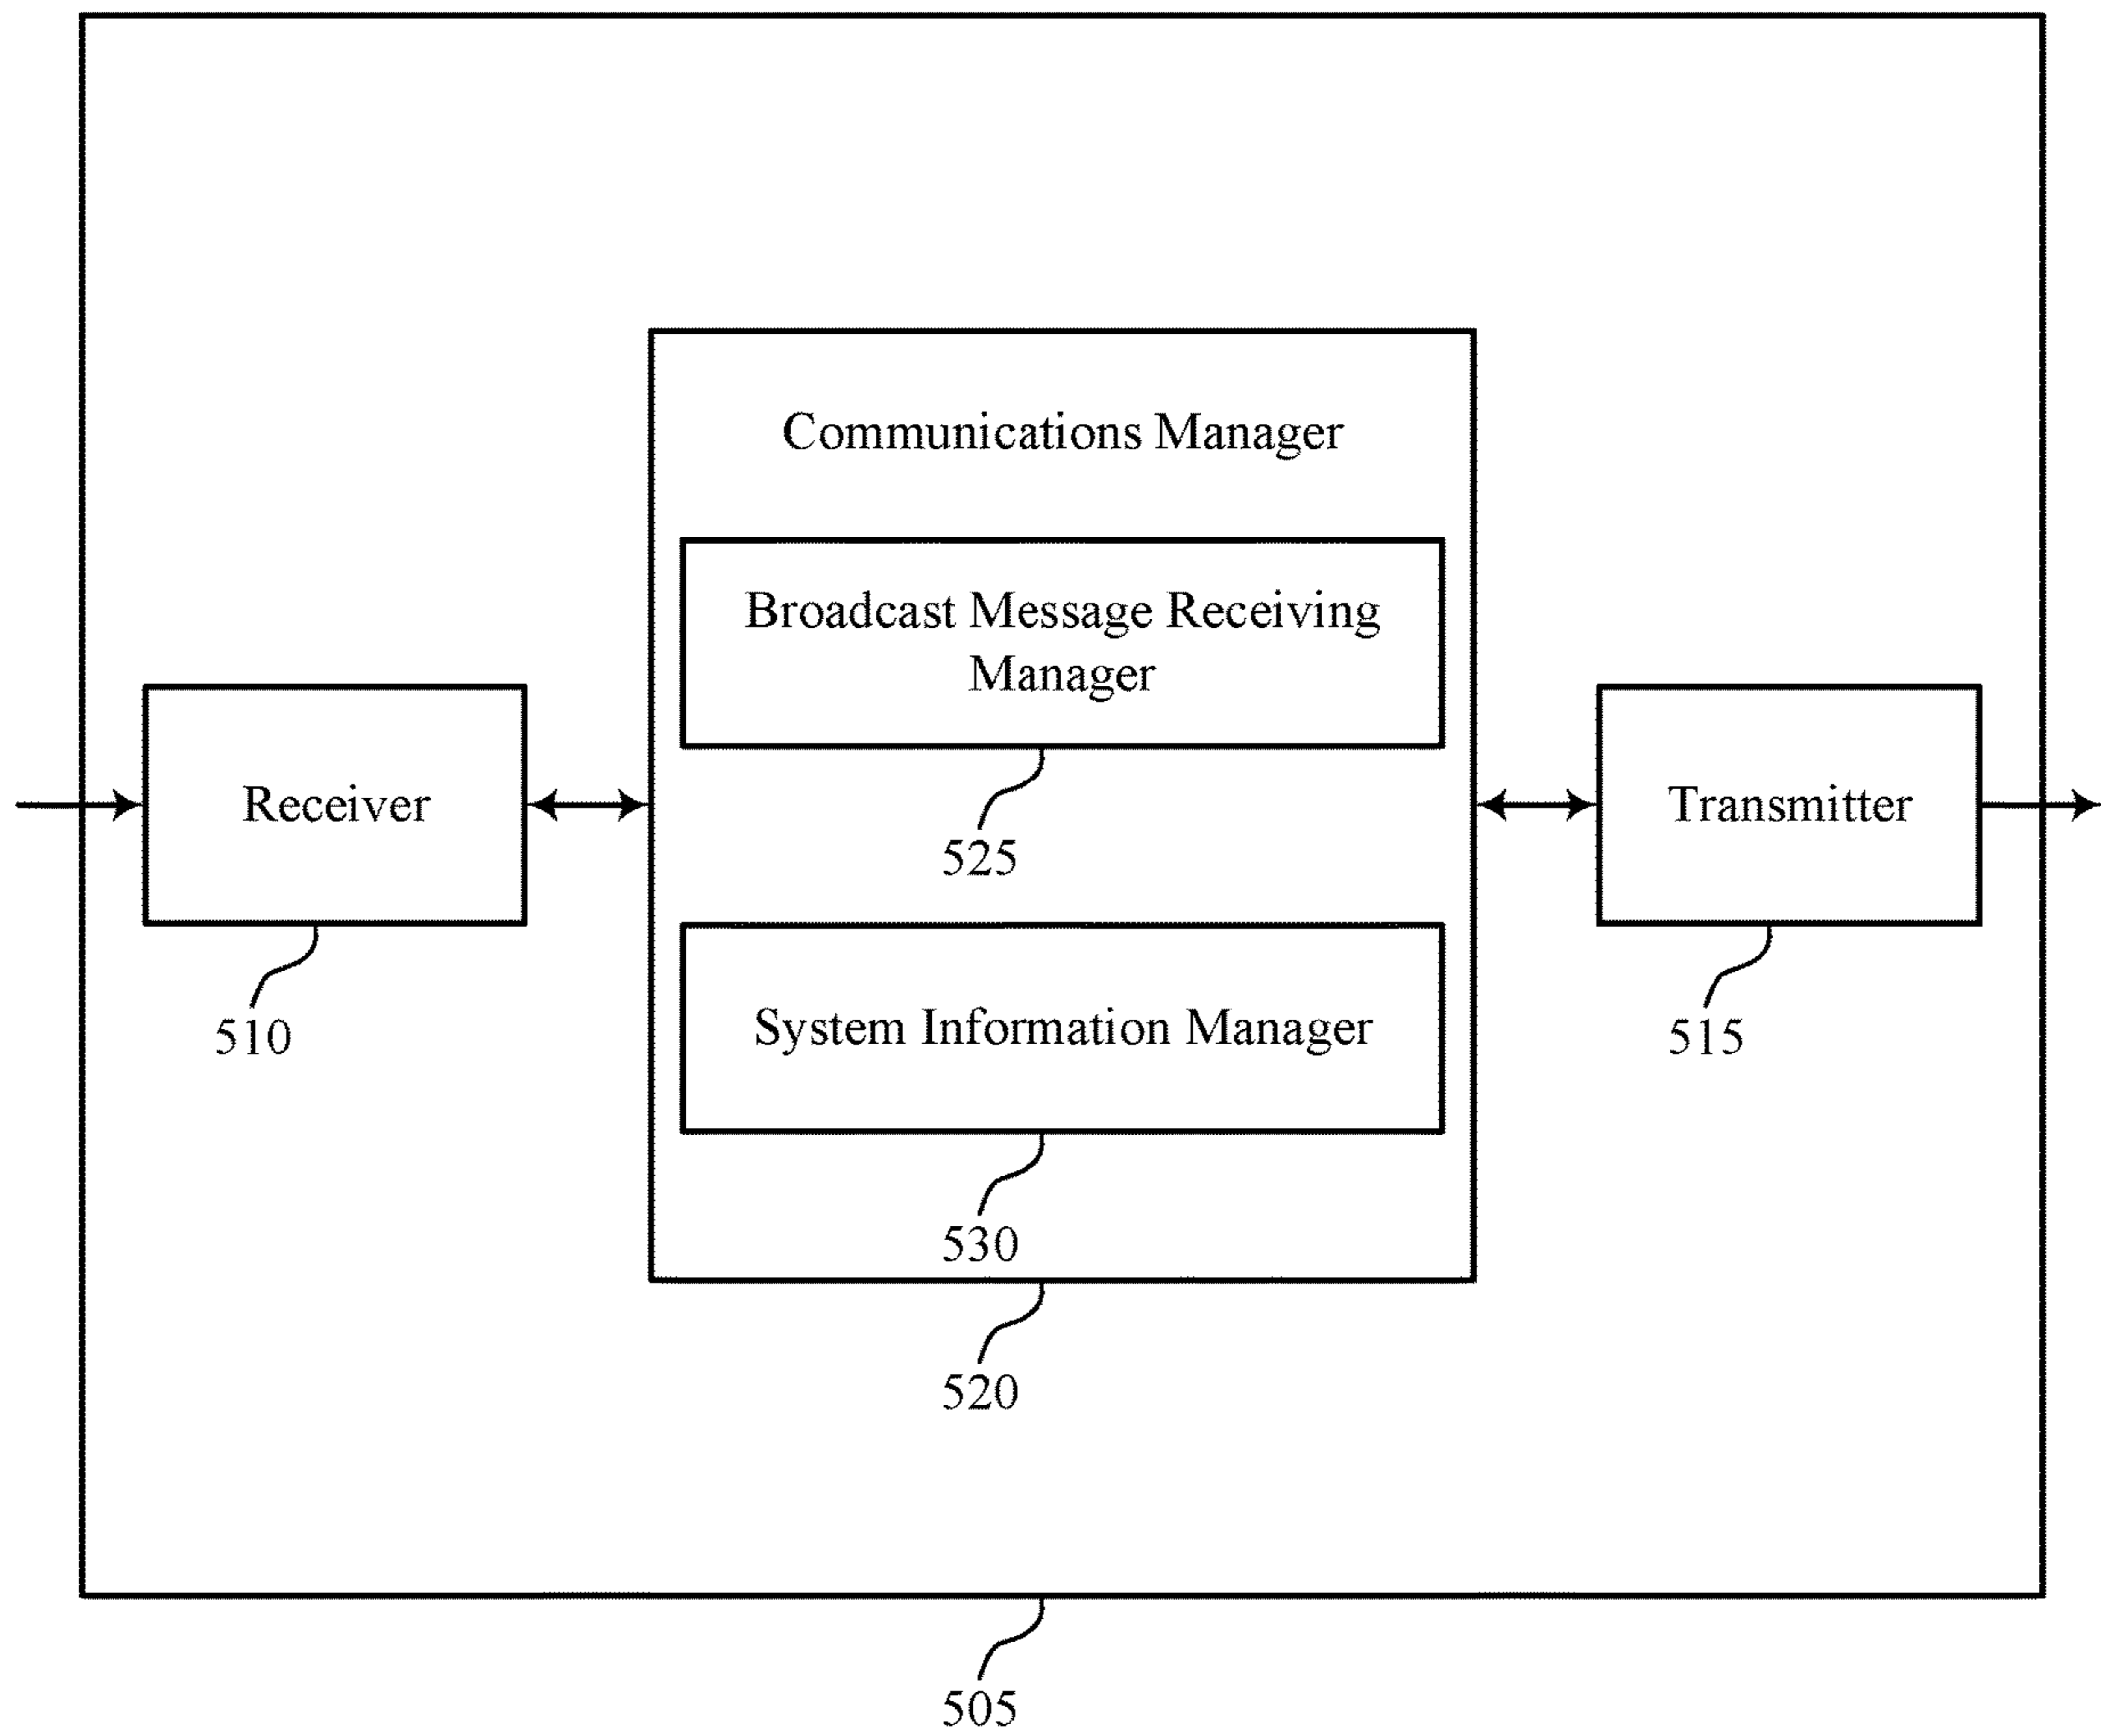 Communications Manager
Broadcast Message Receiving
Manager
525
Receiver
510
Transmitter
515
System Information Manager
530
520
505